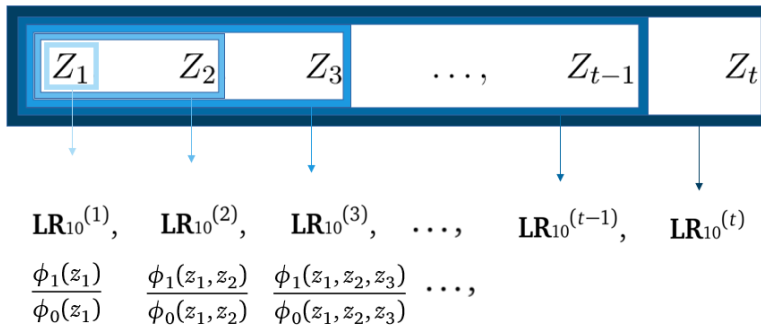 Z₁ Z₂ Z₃ ..., Zₜ₋₁ Zₜ
LR₁₀⁽¹⁾, LR₁₀⁽²⁾, LR₁₀⁽³⁾, ..., LR₁₀⁽ᵗ⁻¹⁾, LR₁₀⁽ᵗ⁾
ϕ₁(z₁) ϕ₁(z₁, z₂) ϕ₁(z₁, z₂, z₃) ...,
ϕ₀(z₁) ϕ₀(z₁, z₂) ϕ₀(z₁, z₂, z₃)